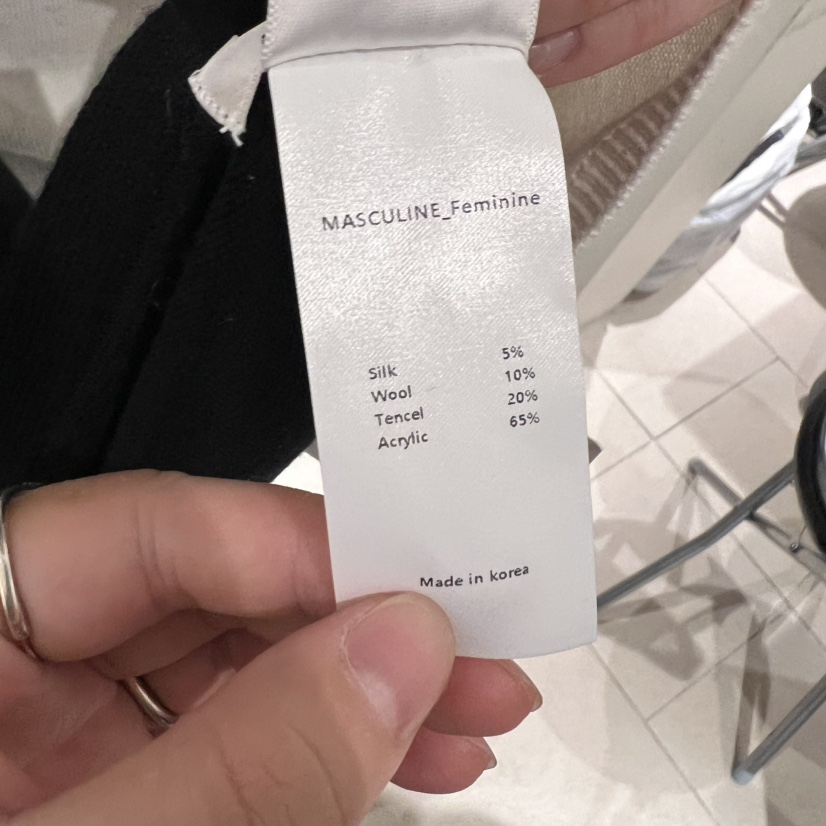 MASCULINE_Feminine
Silk 5%
Wool 10%
Tencel 20%
Acrylic 65%
Made in korea